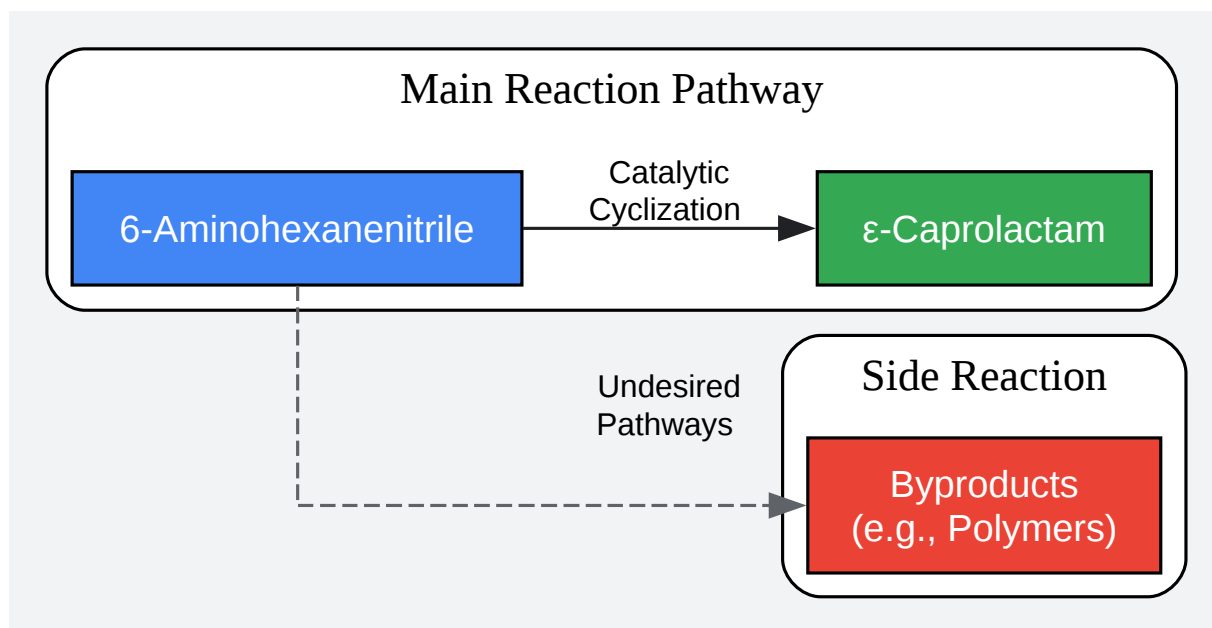 Main Reaction Pathway
6-Aminohexanenitrile
Catalytic
Cyclization
ε-Caprolactam
Undesired
Pathways
Side Reaction
Byproducts
(e.g., Polymers)